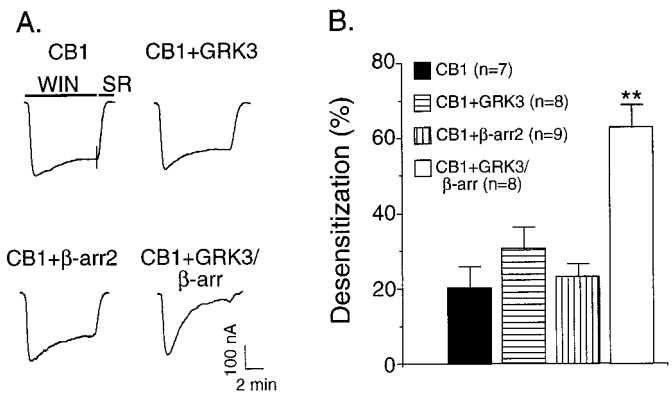 A.
CB1
CB1+GRK3
WIN
SR
CB1+β-arr2
CB1+GRK3/
β-arr
100 nA
2 min
B.
Desensitization (%)
80
60
40
20
0
CB1 (n=7)
CB1+GRK3 (n=8)
CB1+β-arr2 (n=9)
CB1+GRK3/
β-arr (n=8)
**